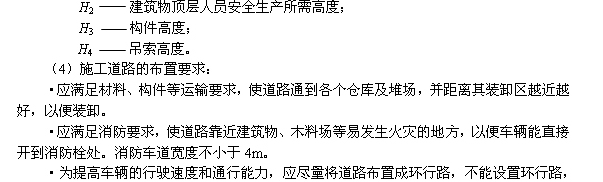 H₂ ——建筑物顶层人员安全生产所需高度；
H₃ ——构件高度；
H₄ ——吊索高度。
（4）施工道路的布置要求：
·应满足材料、构件等运输要求，使道路通到各个仓库及堆场，并距离其装卸区越近越
好，以便装卸。
·应满足消防要求，使道路靠近建筑物、木料场等易发生火灾的地方，以便车辆能直接
开到消防栓处。消防车道宽度不小于 4m。
·为提高车辆的行驶速度和通行能力，应尽量将道路布置成环行路，不能设置环行路，